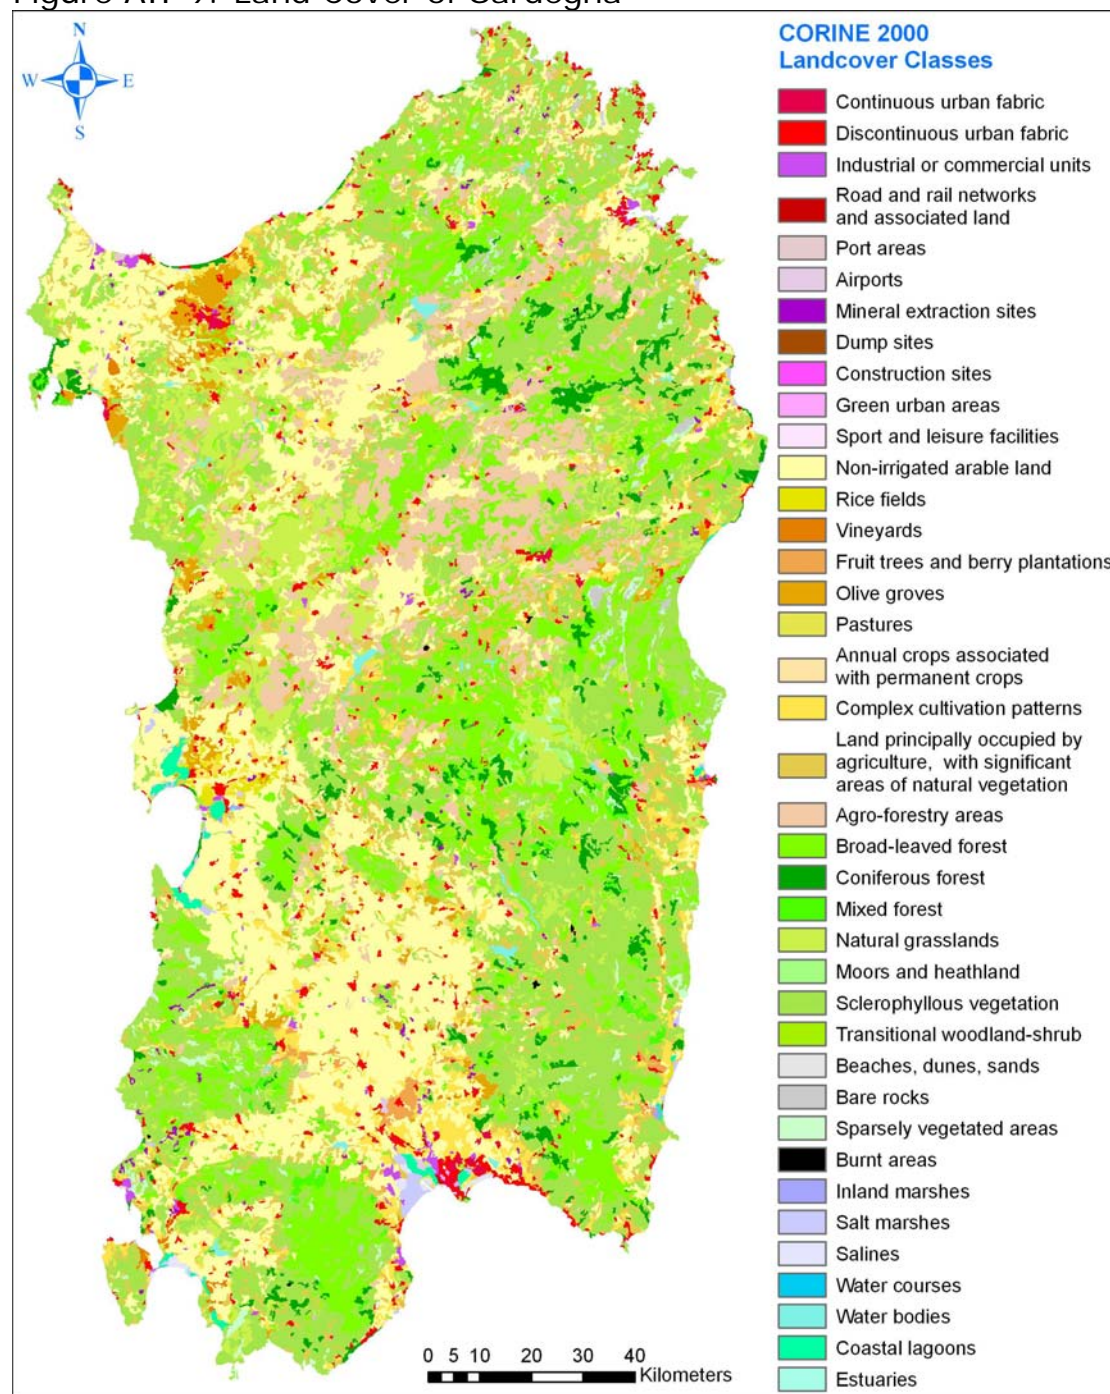 Land Cover of Sardegna
N
W E
S
CORINE 2000
Landcover Classes
Continuous urban fabric
Discontinuous urban fabric
Industrial or commercial units
Road and rail networks
and associated land
Port areas
Airports
Mineral extraction sites
Dump sites
Construction sites
Green urban areas
Sport and leisure facilities
Non-irrigated arable land
Rice fields
Vineyards
Fruit trees and berry plantations
Olive groves
Pastures
Annual crops associated
with permanent crops
Complex cultivation patterns
Land principally occupied by
agriculture, with significant
areas of natural vegetation
Agro-forestry areas
Broad-leaved forest
Coniferous forest
Mixed forest
Natural grasslands
Moors and heathland
Sclerophyllous vegetation
Transitional woodland-shrub
Beaches, dunes, sands
Bare rocks
Sparsely vegetated areas
Burnt areas
Inland marshes
Salt marshes
Salines
Water courses
Water bodies
Coastal lagoons
Estuaries
0 5 10 20 30 40
Kilometers